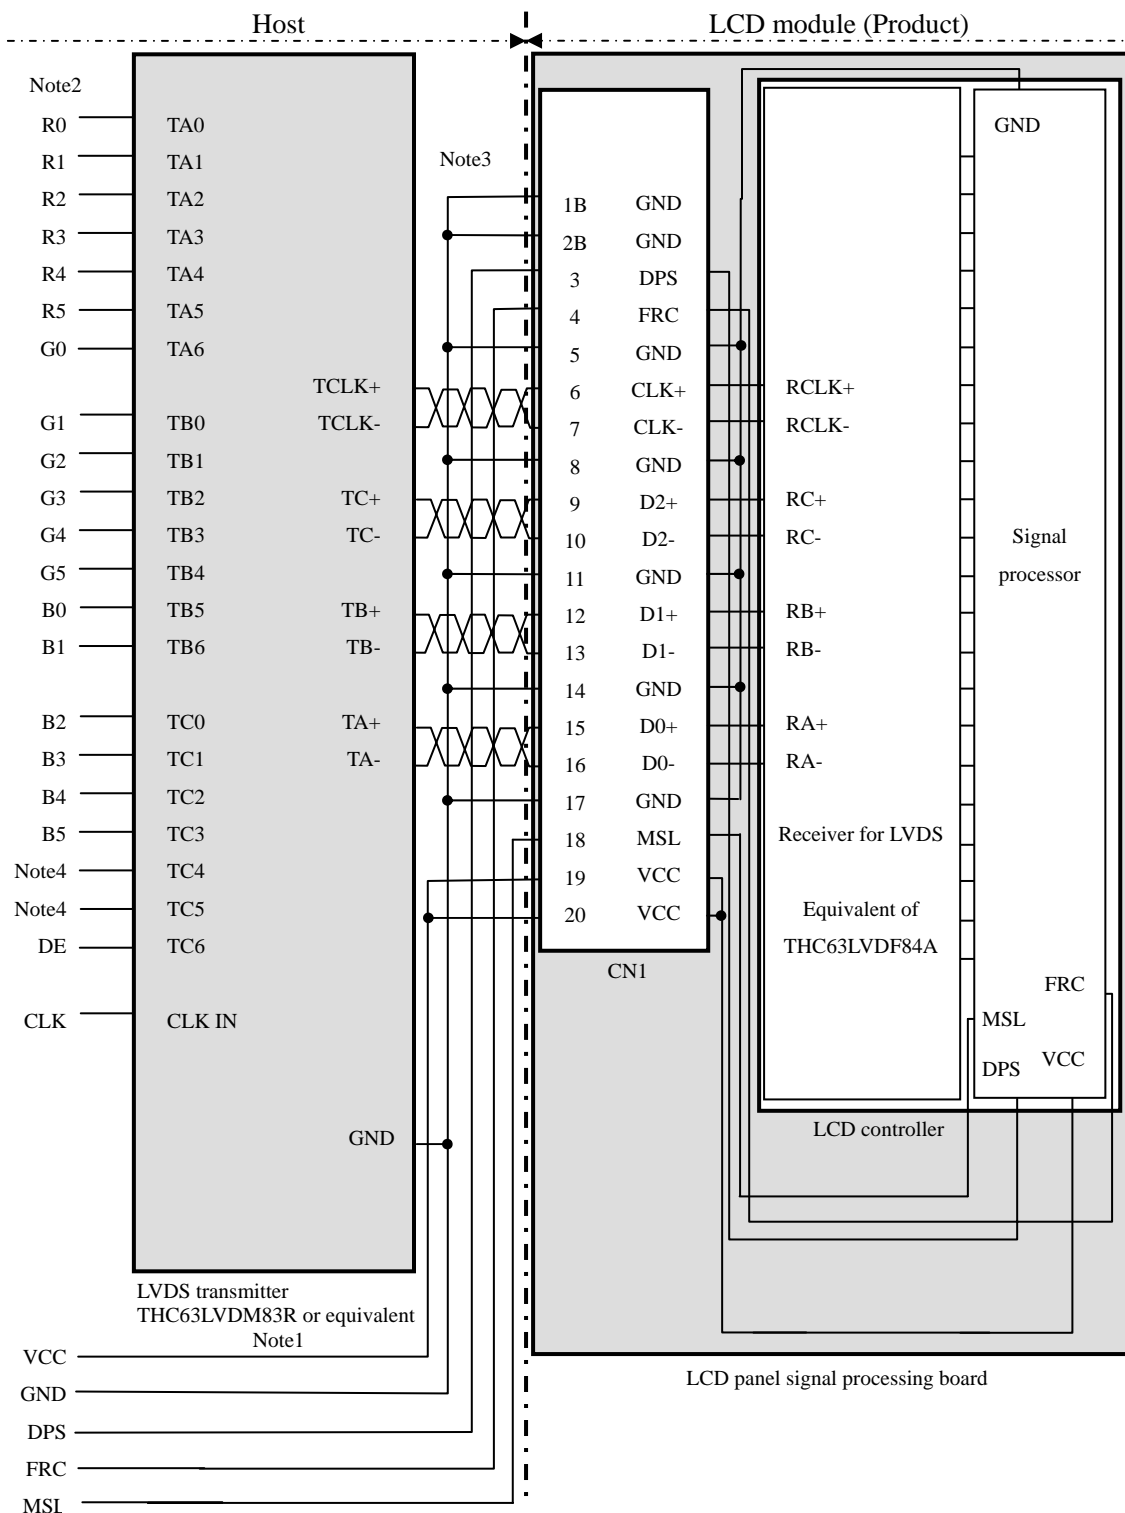 Host
LCD module (Product)
Note2
R0 TA0
R1 TA1
R2 TA2
R3 TA3
R4 TA4
R5 TA5
G0 TA6
TCLK+
G1 TB0 TCLK-
G2 TB1
G3 TB2 TC+
G4 TB3 TC-
G5 TB4
B0 TB5 TB+
B1 TB6 TB-
B2 TC0 TA+
B3 TC1 TA-
B4 TC2
B5 TC3
Note4 TC4
Note4 TC5
DE TC6
CLK CLK IN
GND
LVDS transmitter
THC63LVDM83R or equivalent
Note1
VCC
GND
DPS
FRC
MSL
Note3
1B GND
2B GND
3 DPS
4 FRC
5 GND
6 CLK+
7 CLK-
8 GND
9 D2+
10 D2-
11 GND
12 D1+
13 D1-
14 GND
15 D0+
16 D0-
17 GND
18 MSL
19 VCC
20 VCC
CN1
RCLK+
RCLK-
RC+
RC-
RB+
RB-
RA+
RA-
Receiver for LVDS
Equivalent of
THC63LVDF84A
GND
Signal
processor
FRC
MSL
VCC
DPS
LCD controller
LCD panel signal processing board